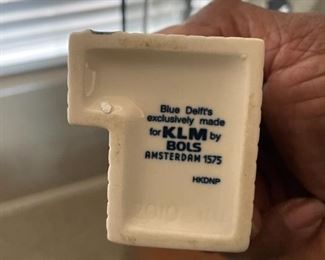 Blue Delft's
exclusively made
for KLM by
BOLS
AMSTERDAM 1575
HKDNP